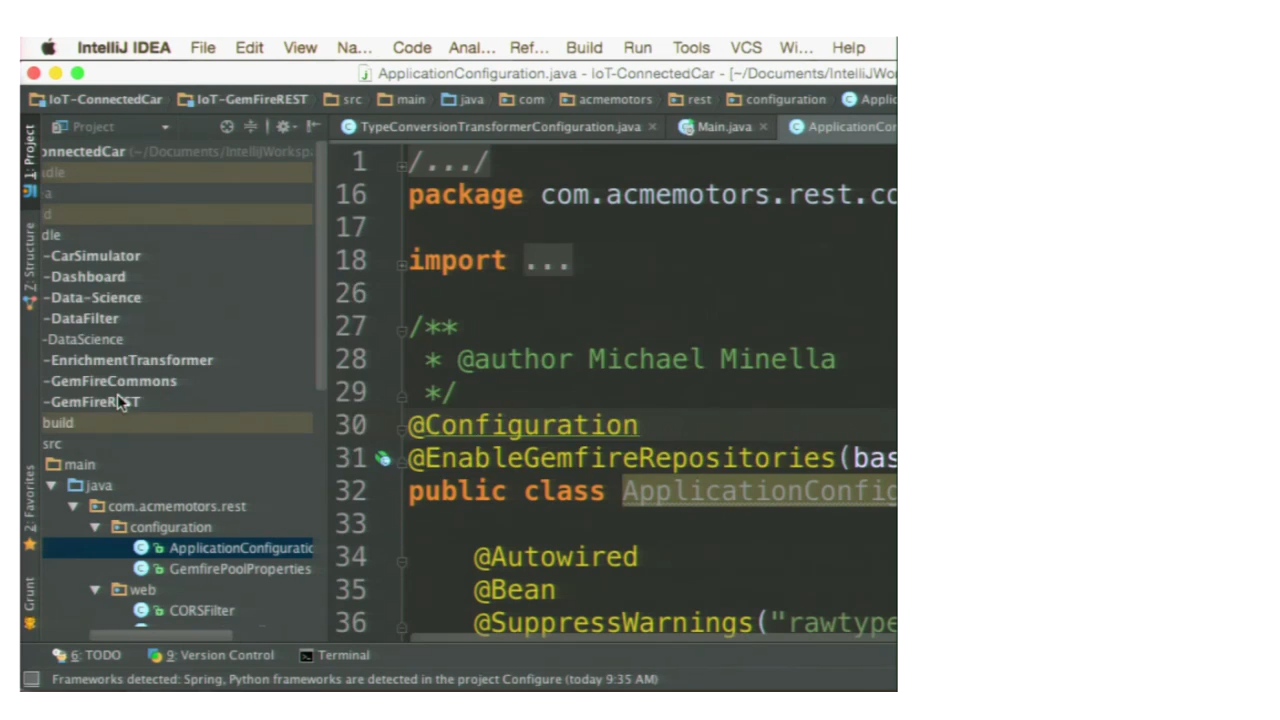 IntelliJ IDEA File Edit View Na... Code Anal... Ref... Build Run Tools VCS Wi... Help
ApplicationConfiguration.java - IoT-ConnectedCar - [~/Documents/IntelliJWo
IoT-ConnectedCar IoT-GemFireREST src main java com acmemotors rest configuration Applic
1: Project
Project
TypeConversionTransformerConfiguration.java Main.java ApplicationCon
onnectedCar (~/Documents/IntelliJWorksp
dle
a
d
dle
-CarSimulator
-Dashboard
-Data-Science
-DataFilter
-DataScience
-EnrichmentTransformer
-GemFireCommons
-GemFireREST
build
src
main
java
com.acmemotors.rest
configuration
ApplicationConfiguratic
GemfirePoolProperties
web
CORSFilter
Z: Structure
2: Favorites
Grunt
1 /.../
16 package com.acmemotors.rest.co
17
18 import ...
26
27 /**
28 * @author Michael Minella
29 */
30 @Configuration
31 @EnableGemfireRepositories(bas
32 public class ApplicationConfig
33
34 @Autowired
35 @Bean
36 @SuppressWarnings("rawtype
6: TODO 9: Version Control Terminal
Frameworks detected: Spring, Python frameworks are detected in the project Configure (today 9:35 AM)